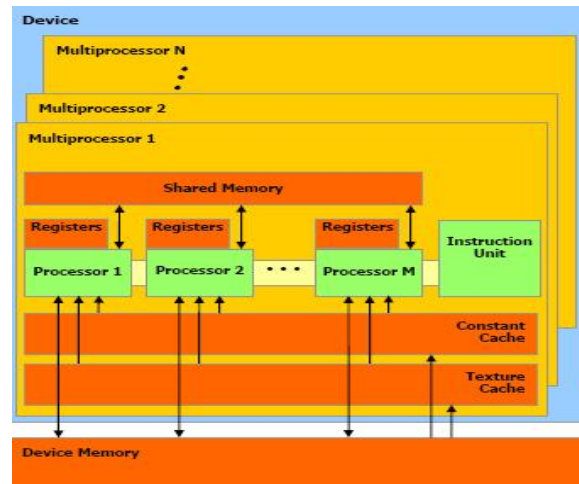 Device
Multiprocessor N
Multiprocessor 2
Multiprocessor 1
Shared Memory
Registers Registers Registers
Processor 1 Processor 2 Processor M
Instruction
Unit
Constant
Cache
Texture
Cache
Device Memory